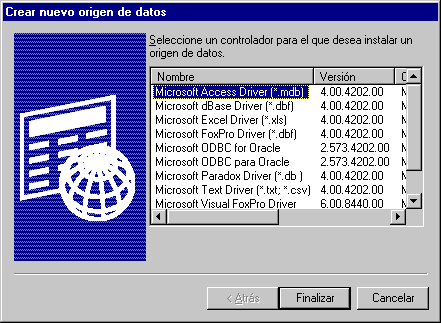 Crear nuevo origen de datos
Seleccione un controlador para el que desea instalar un
origen de datos.
Nombre Versión
Microsoft Access Driver (*.mdb) 4.00.4202.00
Microsoft dBase Driver (*.dbf) 4.00.4202.00
Microsoft Excel Driver (*.xls) 4.00.4202.00
Microsoft FoxPro Driver (*.dbf) 4.00.4202.00
Microsoft ODBC for Oracle 2.573.4202.00
Microsoft ODBC para Oracle 2.573.4202.00
Microsoft Paradox Driver (*.db ) 4.00.4202.00
Microsoft Text Driver (*.txt; *.csv) 4.00.4202.00
Microsoft Visual FoxPro Driver 6.00.8440.00
< Atrás Finalizar Cancelar